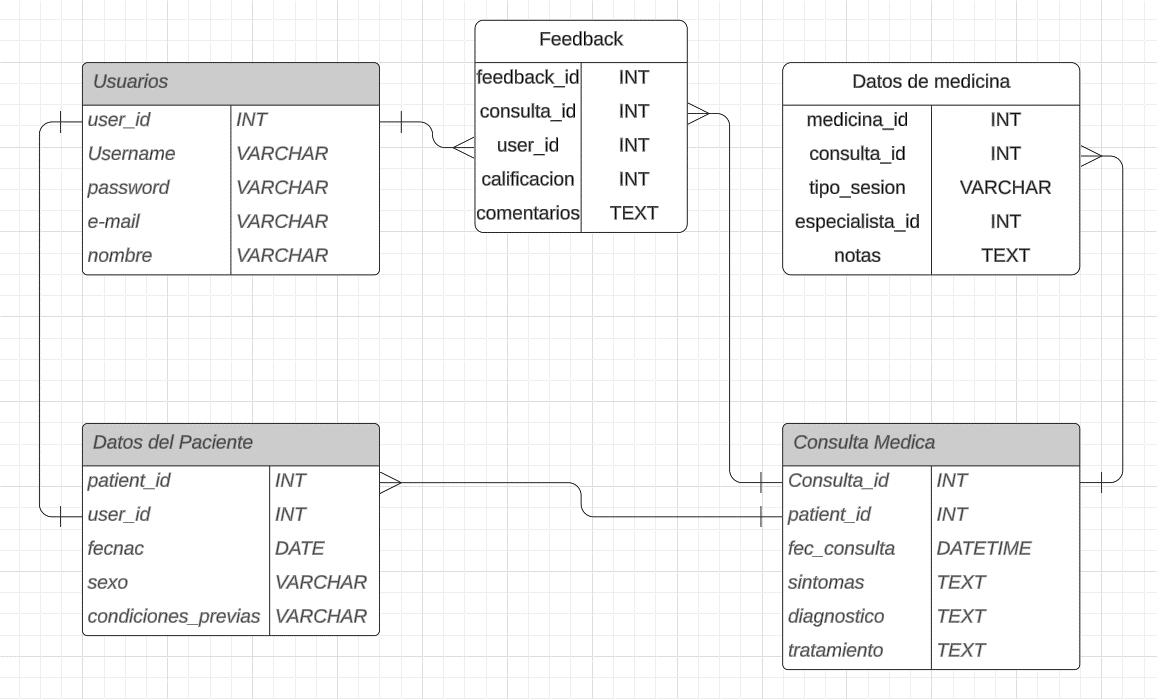 Feedback
feedback_id INT
consulta_id INT
user_id INT
calificacion INT
comentarios TEXT
Usuarios
user_id INT
Username VARCHAR
password VARCHAR
e-mail VARCHAR
nombre VARCHAR
Datos de medicina
medicina_id INT
consulta_id INT
tipo_sesion VARCHAR
especialista_id INT
notas TEXT
Datos del Paciente
patient_id INT
user_id INT
fecnac DATE
sexo VARCHAR
condiciones_previas VARCHAR
Consulta Medica
Consulta_id INT
patient_id INT
fec_consulta DATETIME
sintomas TEXT
diagnostico TEXT
tratamiento TEXT